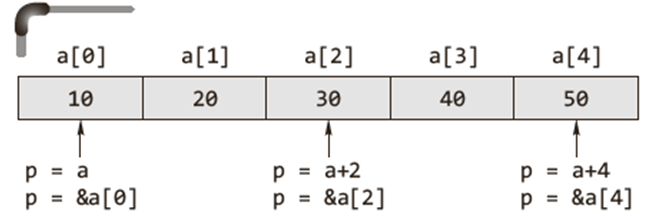 a[0] a[1] a[2] a[3] a[4]
10 20 30 40 50
p = a p = a+2 p = a+4
p = &a[0] p = &a[2] p = &a[4]